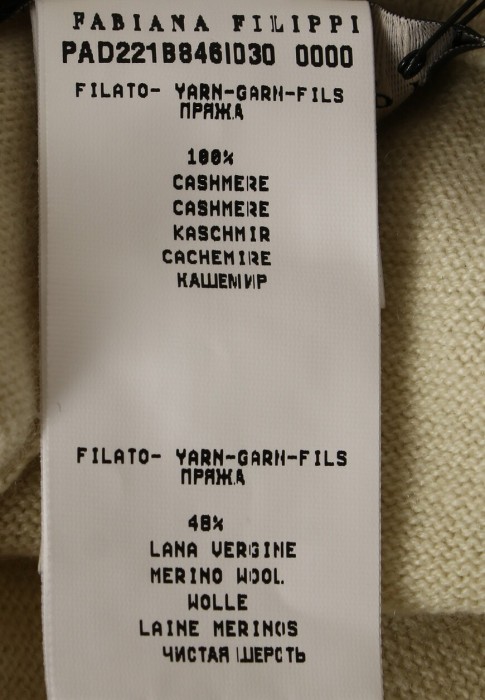 FABIANA FILIPPI
PAD221B846I030 0000
FILATO- YARN-GARN-FILS
ПРЯЖА
100%
CASHMERE
CASHMERE
KASCHMIR
CACHEMIRE
КАШЕМИР
FILATO- YARN-GARN-FILS
ПРЯЖА
48%
LANA VERGINE
MERINO WOOL.
WOLLE
LAINE MERINOS
ЧИСТАЯ ШЕРСТЬ